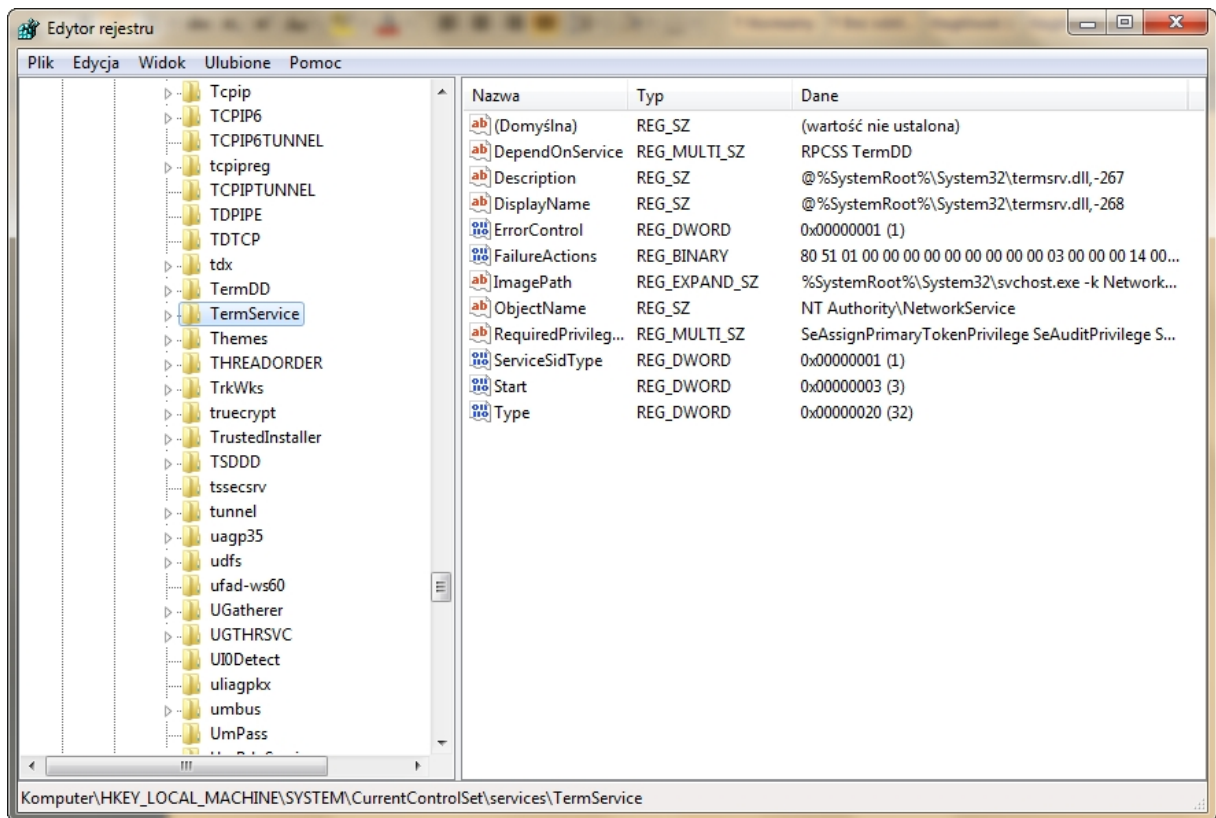 Edytor rejestru
Plik Edycja Widok Ulubione Pomoc
Tcpip
TCPIP6
TCPIP6TUNNEL
tcpipreg
TCPIPTUNNEL
TDPIPE
TDTCP
tdx
TermDD
TermService
Themes
THREADORDER
TrkWks
truecrypt
TrustedInstaller
TSDDD
tssecsrv
tunnel
uagp35
udfs
ufad-ws60
UGatherer
UGTHRSVC
UI0Detect
uliagpkx
umbus
UmPass
Nazwa Typ Dane
(Domyślna) REG_SZ (wartość nie ustalona)
DependOnService REG_MULTI_SZ RPCSS TermDD
Description REG_SZ @%SystemRoot%\System32\termsrv.dll,-267
DisplayName REG_SZ @%SystemRoot%\System32\termsrv.dll,-268
ErrorControl REG_DWORD 0x00000001 (1)
FailureActions REG_BINARY 80 51 01 00 00 00 00 00 00 00 00 00 03 00 00 00 14 00...
ImagePath REG_EXPAND_SZ %SystemRoot%\System32\svchost.exe -k Network...
ObjectName REG_SZ NT Authority\NetworkService
RequiredPrivileg... REG_MULTI_SZ SeAssignPrimaryTokenPrivilege SeAuditPrivilege S...
ServiceSidType REG_DWORD 0x00000001 (1)
Start REG_DWORD 0x00000003 (3)
Type REG_DWORD 0x00000020 (32)
Komputer\HKEY_LOCAL_MACHINE\SYSTEM\CurrentControlSet\services\TermService